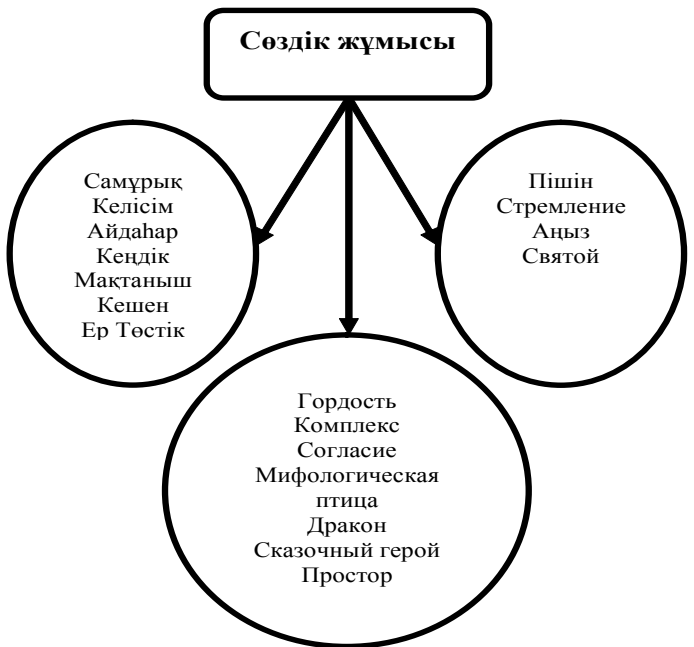 Сөздік жұмысы
Самұрық
Келісім
Айдаһар
Кеңдік
Мақтаныш
Кешен
Ер Төстік
Пішін
Стремление
Аңыз
Святой
Гордость
Комплекс
Согласие
Мифологическая
птица
Дракон
Сказочный герой
Простор